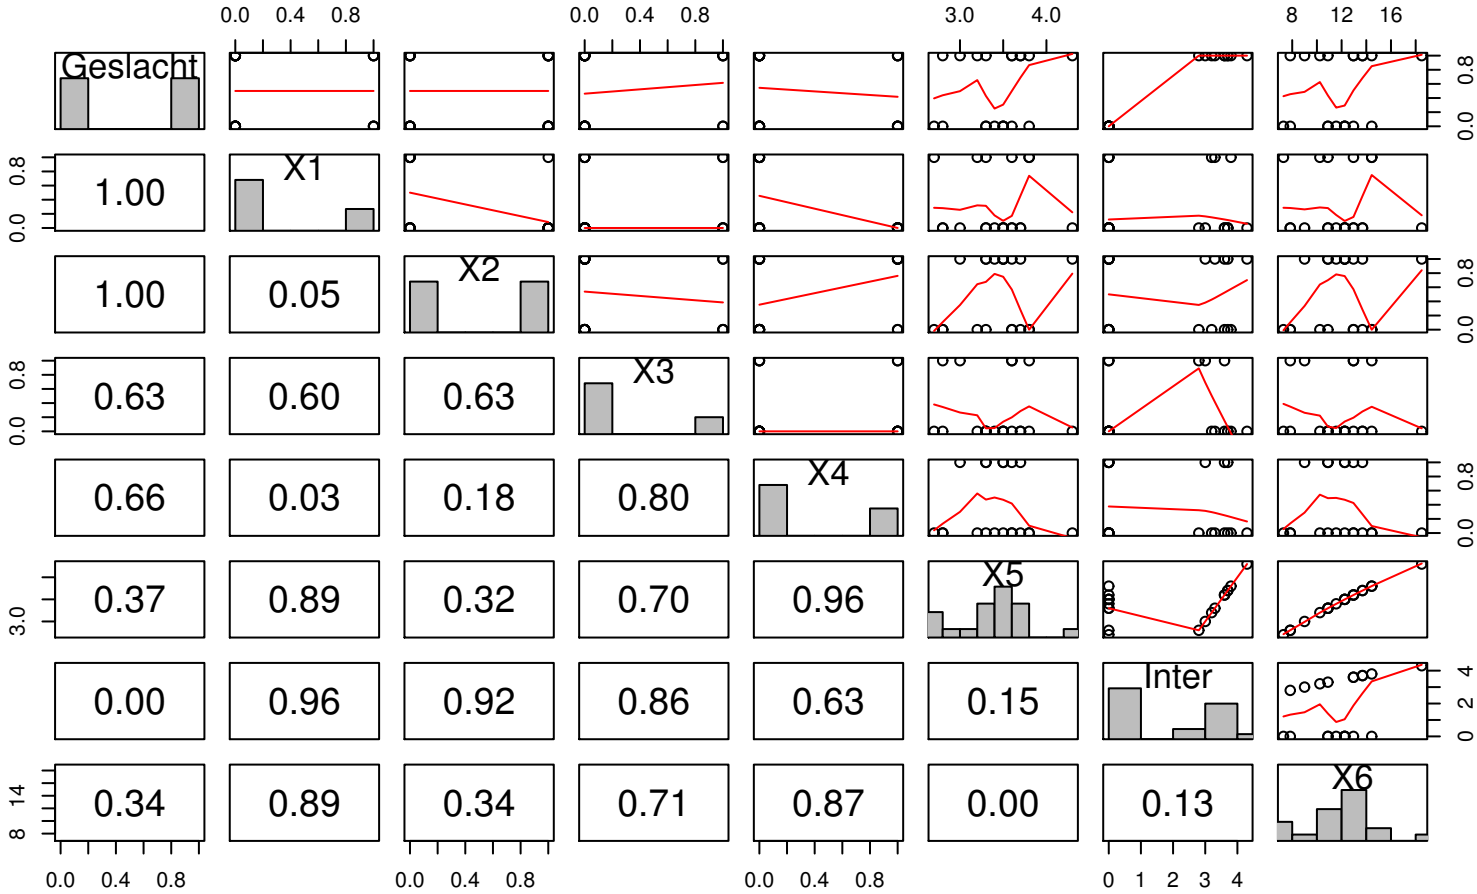 0.0 0.4 0.8 0.0 0.4 0.8 3.0 4.0 8 12 16
Geslacht 0.0 0.8
0.0 0.8 1.00 X1
1.00 0.05 X2 0.0 0.8
0.0 0.8 0.63 0.60 0.63 X3
0.66 0.03 0.18 0.80 X4 0.0 0.8
3.0 0.37 0.89 0.32 0.70 0.96 X5
0.00 0.96 0.92 0.86 0.63 0.15 Inter 0 2 4
8 14 0.34 0.89 0.34 0.71 0.87 0.00 0.13 X6
0.0 0.4 0.8 0.0 0.4 0.8 0.0 0.4 0.8 0 1 2 3 4